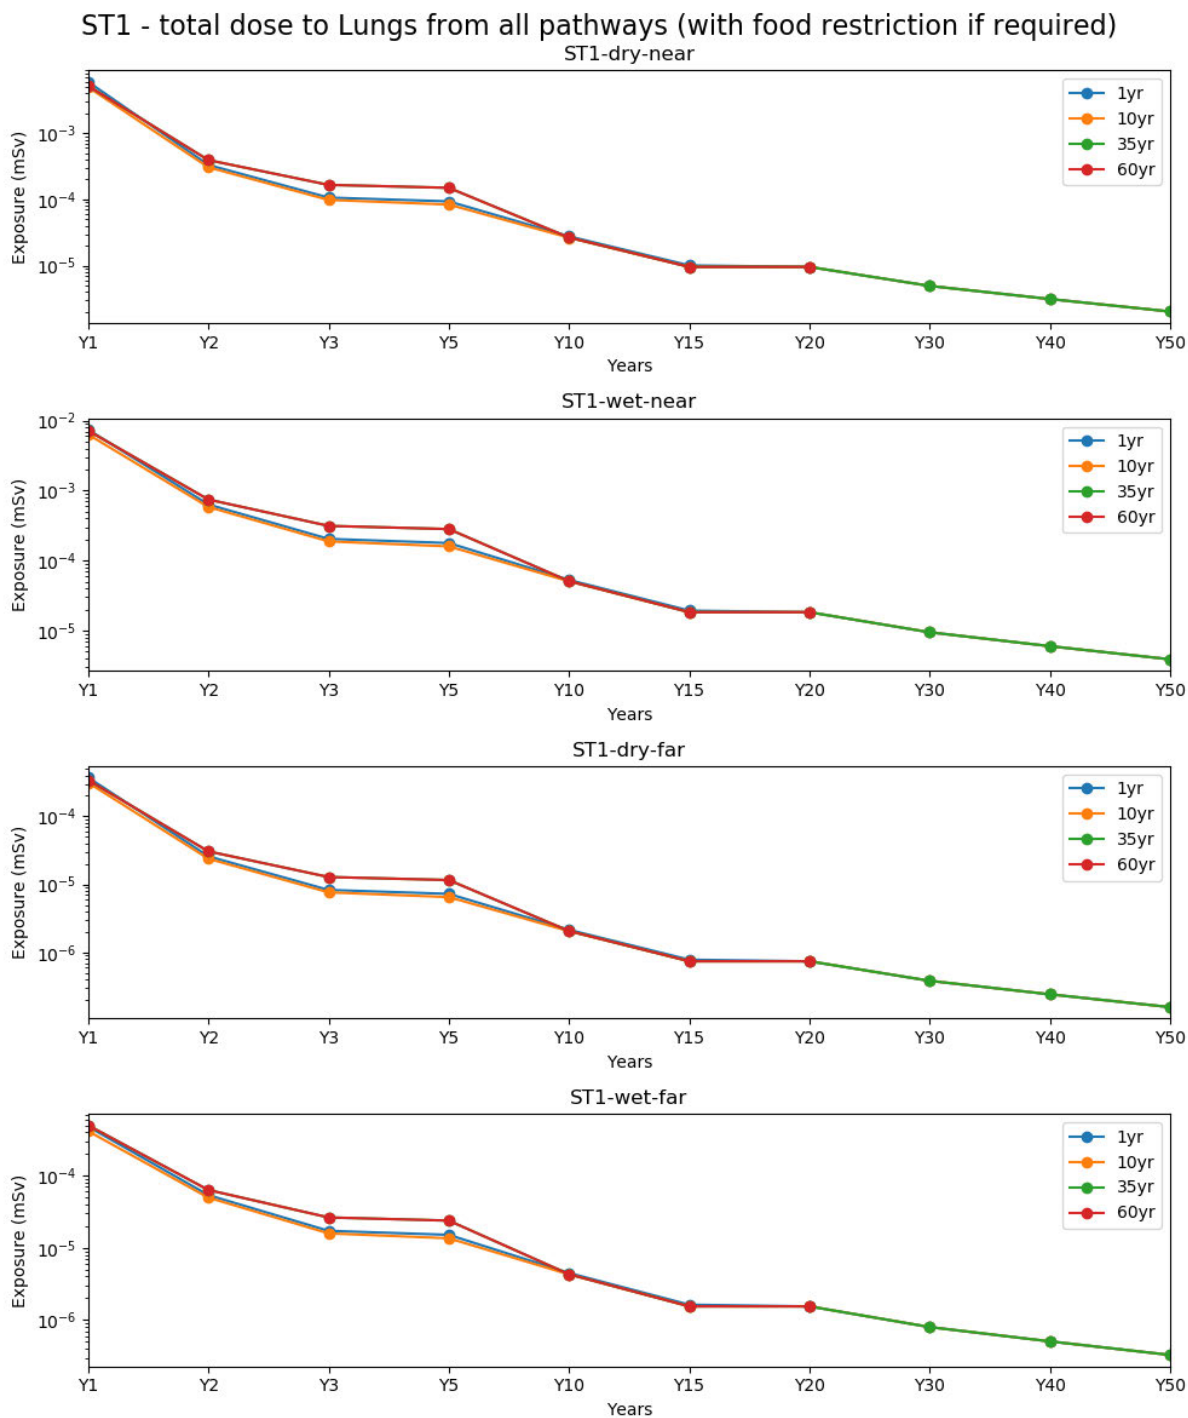 ST1 - total dose to Lungs from all pathways (with food restriction if required)
ST1-dry-near
Exposure (mSv)
10⁻³
10⁻⁴
10⁻⁵
1yr
10yr
35yr
60yr
Y1 Y2 Y3 Y5 Y10 Y15 Y20 Y30 Y40 Y50
Years
ST1-wet-near
Exposure (mSv)
10⁻²
10⁻³
10⁻⁴
10⁻⁵
1yr
10yr
35yr
60yr
Y1 Y2 Y3 Y5 Y10 Y15 Y20 Y30 Y40 Y50
Years
ST1-dry-far
Exposure (mSv)
10⁻⁴
10⁻⁵
10⁻⁶
1yr
10yr
35yr
60yr
Y1 Y2 Y3 Y5 Y10 Y15 Y20 Y30 Y40 Y50
Years
ST1-wet-far
Exposure (mSv)
10⁻⁴
10⁻⁵
10⁻⁶
1yr
10yr
35yr
60yr
Y1 Y2 Y3 Y5 Y10 Y15 Y20 Y30 Y40 Y50
Years